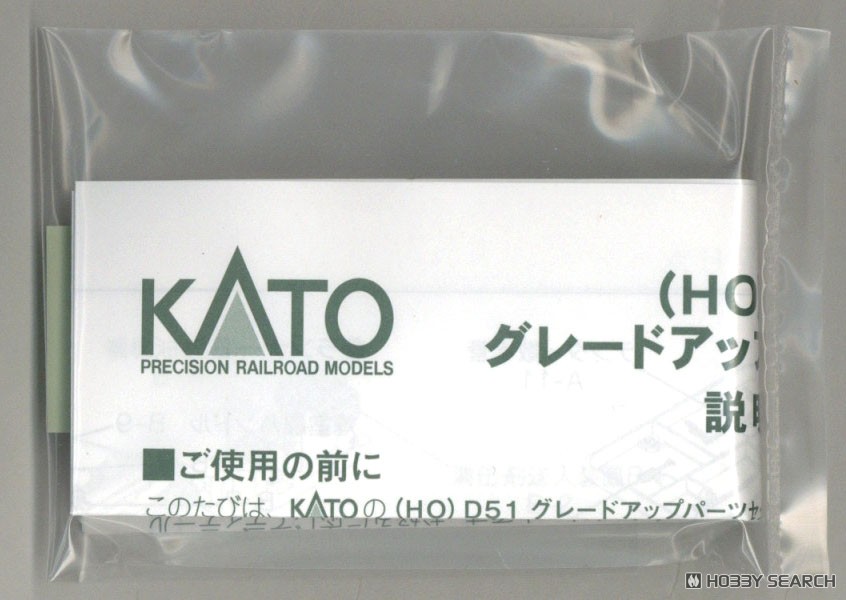 KATO
PRECISION RAILROAD MODELS
(HO
グレードアッ
説
■ご使用の前に
このたびは、KATOの(HO) D51 グレードアップパーツセ
HOBBY SEARCH